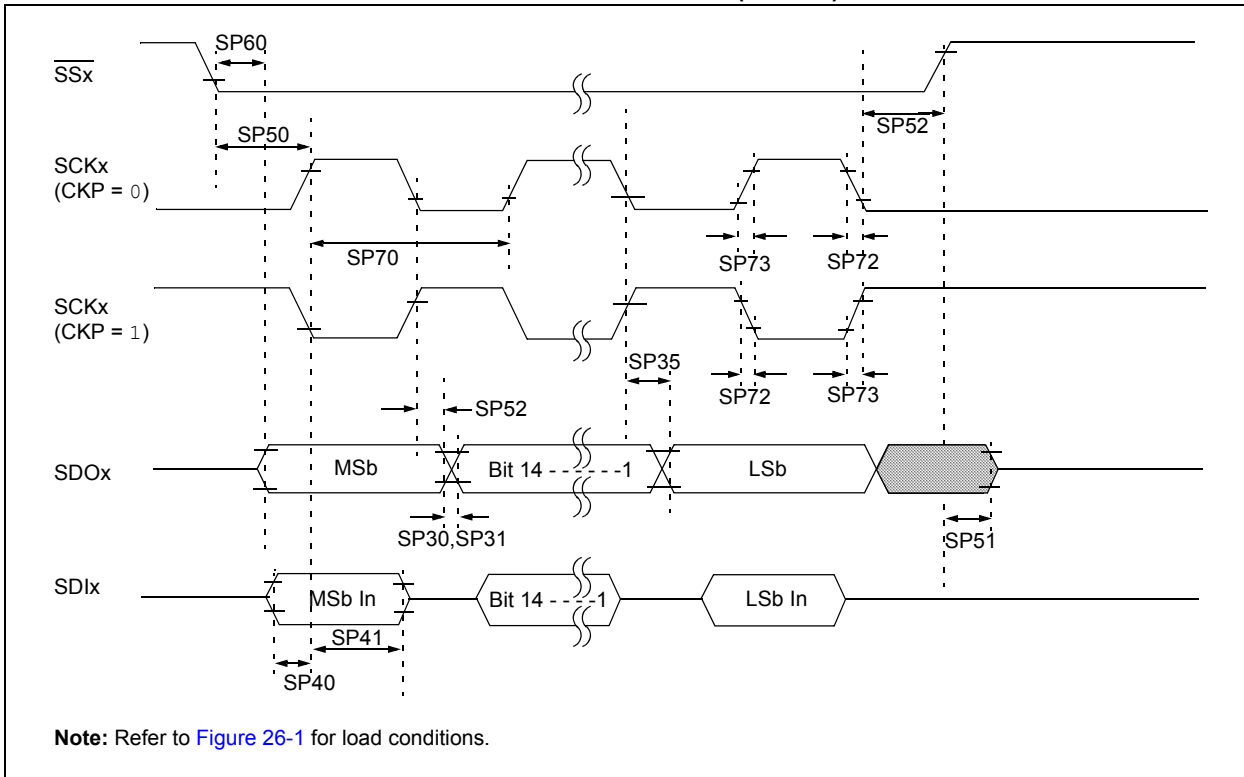 SP60
SSx
SP52
SP50
SCKx
(CKP = 0)
SP70
SP73
SP72
SCKx
(CKP = 1)
SP35
SP72
SP73
SP52
SDOx
MSb
Bit 14 - - - - - -1
LSb
SP30,SP31
SP51
SDIx
MSb In
Bit 14 - - - -1
LSb In
SP41
SP40
Note: Refer to Figure 26-1 for load conditions.